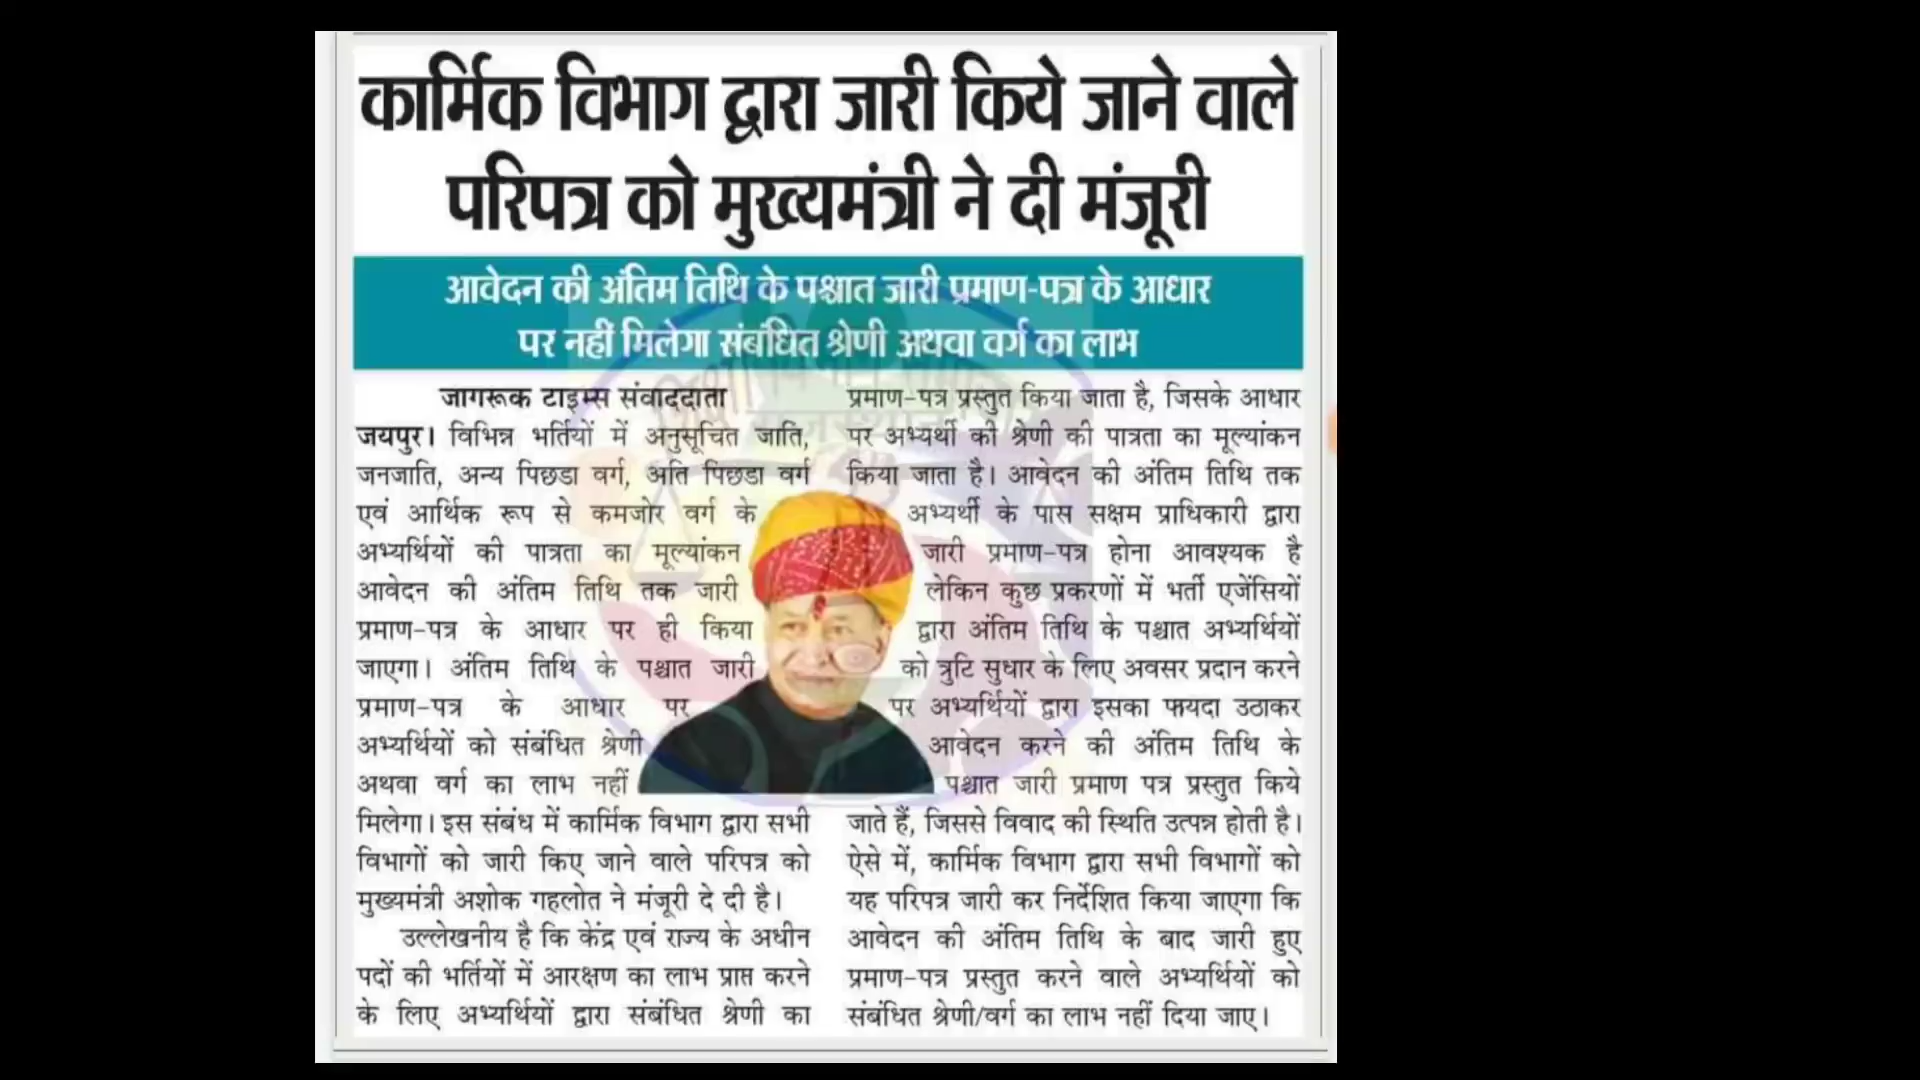 कार्मिक विभाग द्वारा जारी किये जाने वाले
परिपत्र को मुख्यमंत्री ने दी मंजूरी
आवेदन की अंतिम तिथि के पश्चात जारी प्रमाण-पत्र के आधार
पर नहीं मिलेगा संबंधित श्रेणी अथवा वर्ग का लाभ
जागरूक टाइम्स संवाददाता
जयपुर। विभिन्न भर्तियों में अनुसूचित जाति,
जनजाति, अन्य पिछडा वर्ग, अति पिछडा वर्ग
एवं आर्थिक रूप से कमजोर वर्ग के
अभ्यर्थियों की पात्रता का मूल्यांकन
आवेदन की अंतिम तिथि तक जारी
प्रमाण-पत्र के आधार पर ही किया
जाएगा। अंतिम तिथि के पश्चात जारी
प्रमाण-पत्र के आधार पर
अभ्यर्थियों को संबंधित श्रेणी
अथवा वर्ग का लाभ नहीं
मिलेगा। इस संबंध में कार्मिक विभाग द्वारा सभी
विभागों को जारी किए जाने वाले परिपत्र को
मुख्यमंत्री अशोक गहलोत ने मंजूरी दे दी है।
उल्लेखनीय है कि केंद्र एवं राज्य के अधीन
पदों की भर्तियों में आरक्षण का लाभ प्राप्त करने
के लिए अभ्यर्थियों द्वारा संबंधित श्रेणी का
प्रमाण-पत्र प्रस्तुत किया जाता है, जिसके आधार
पर अभ्यर्थी की श्रेणी की पात्रता का मूल्यांकन
किया जाता है। आवेदन की अंतिम तिथि तक
अभ्यर्थी के पास सक्षम प्राधिकारी द्वारा
जारी प्रमाण-पत्र होना आवश्यक है
लेकिन कुछ प्रकरणों में भर्ती एजेंसियों
द्वारा अंतिम तिथि के पश्चात अभ्यर्थियों
को त्रुटि सुधार के लिए अवसर प्रदान करने
पर अभ्यर्थियों द्वारा इसका फायदा उठाकर
आवेदन करने की अंतिम तिथि के
पश्चात जारी प्रमाण पत्र प्रस्तुत किये
जाते हैं, जिससे विवाद की स्थिति उत्पन्न होती है।
ऐसे में, कार्मिक विभाग द्वारा सभी विभागों को
यह परिपत्र जारी कर निर्देशित किया जाएगा कि
आवेदन की अंतिम तिथि के बाद जारी हुए
प्रमाण-पत्र प्रस्तुत करने वाले अभ्यर्थियों को
संबंधित श्रेणी/वर्ग का लाभ नहीं दिया जाए।